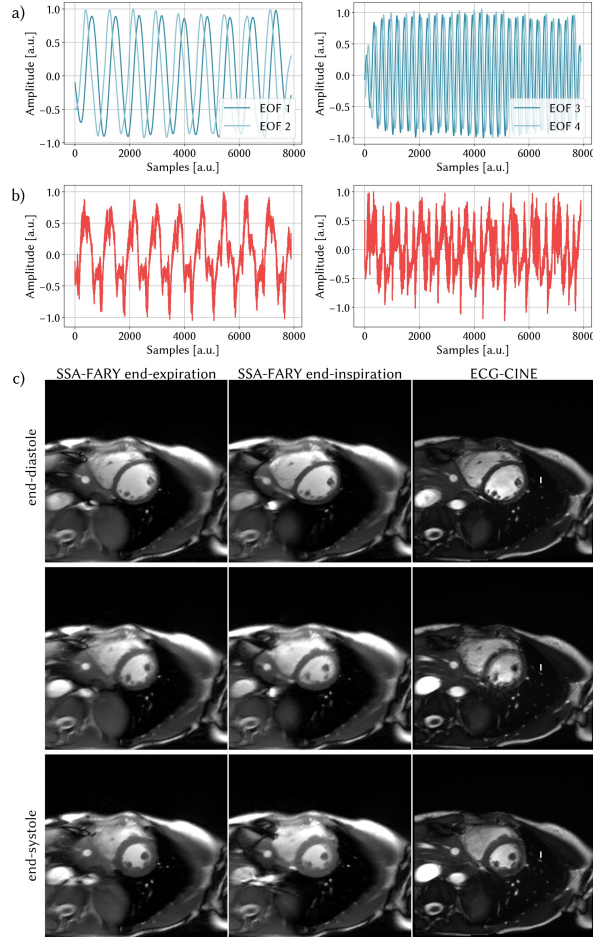 a)
Amplitude [a.u.]
1.0
0.5
0.0
−0.5
−1.0
EOF 1
EOF 2
0 2000 4000 6000 8000
Samples [a.u.]
Amplitude [a.u.]
1.0
0.5
0.0
−0.5
−1.0
EOF 3
EOF 4
0 2000 4000 6000 8000
Samples [a.u.]
b)
Amplitude [a.u.]
1.0
0.5
0.0
−0.5
−1.0
0 2000 4000 6000 8000
Samples [a.u.]
Amplitude [a.u.]
1.0
0.5
0.0
−0.5
−1.0
0 2000 4000 6000 8000
Samples [a.u.]
c)
SSA-FARY end-expiration SSA-FARY end-inspiration ECG-CINE
end-diastole
end-systole